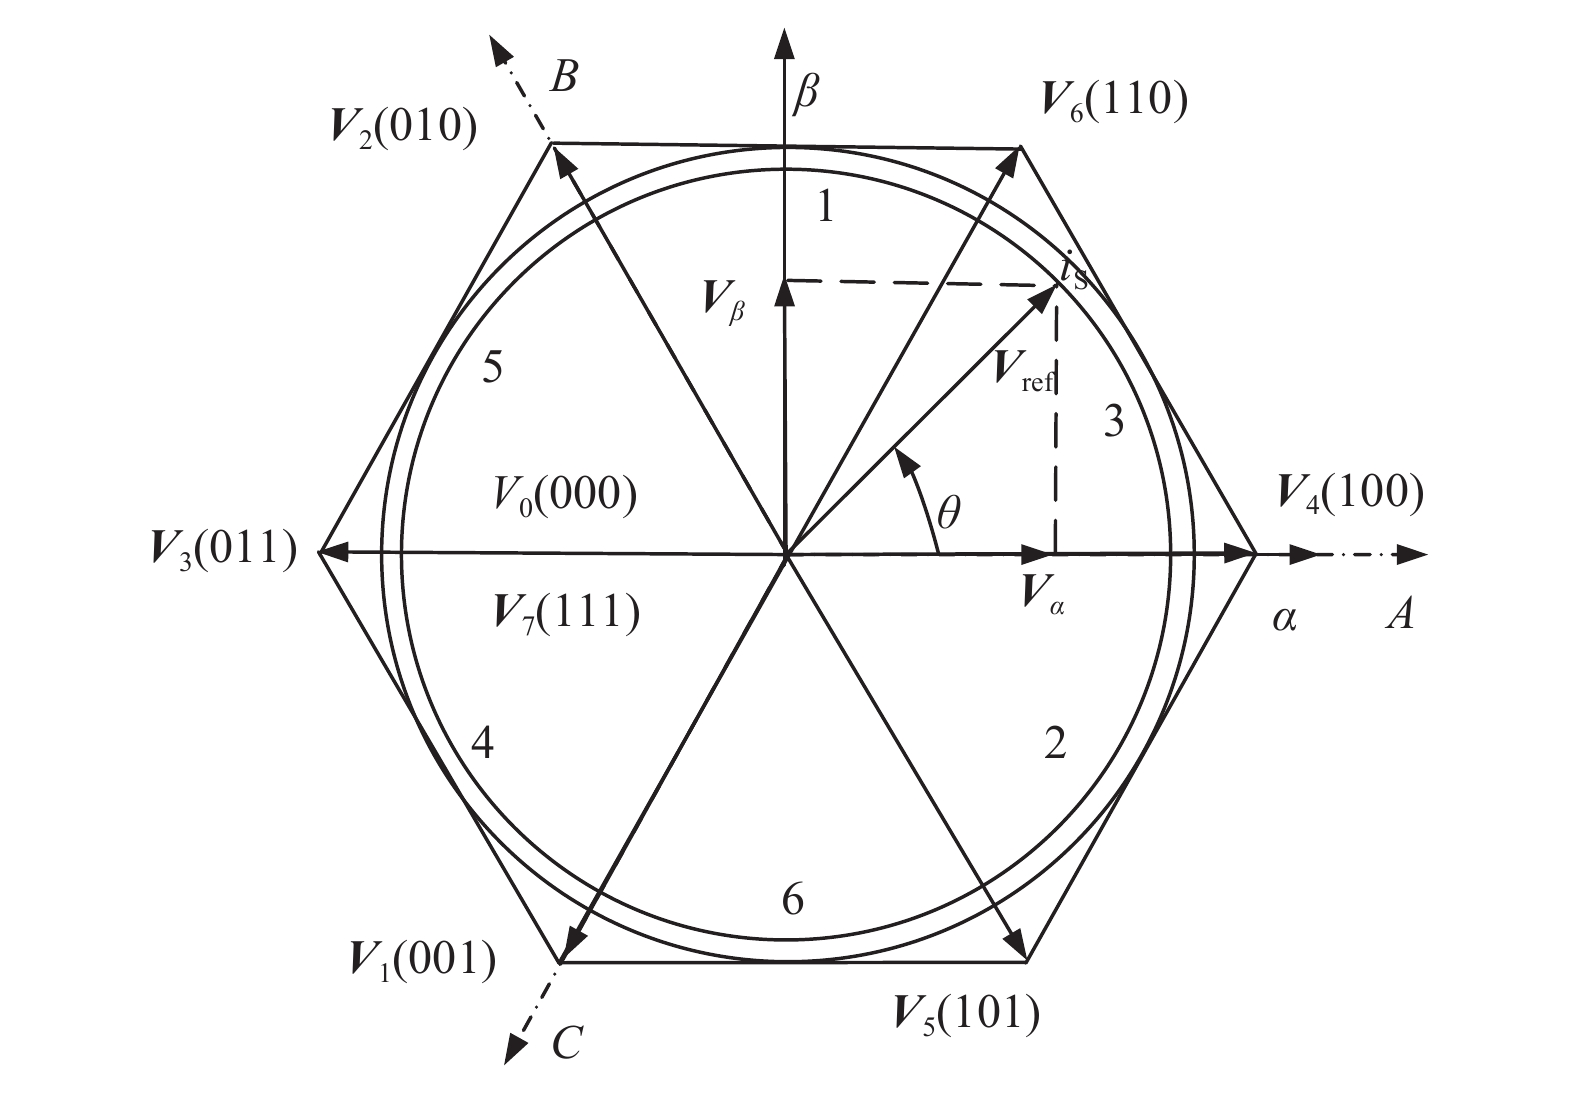 B
β
V6(110)
V2(010)
1
is
Vβ
5
Vref
3
V0(000)
θ
V4(100)
V3(011)
V7(111)
Vα
α
A
4
2
6
V1(001)
V5(101)
C